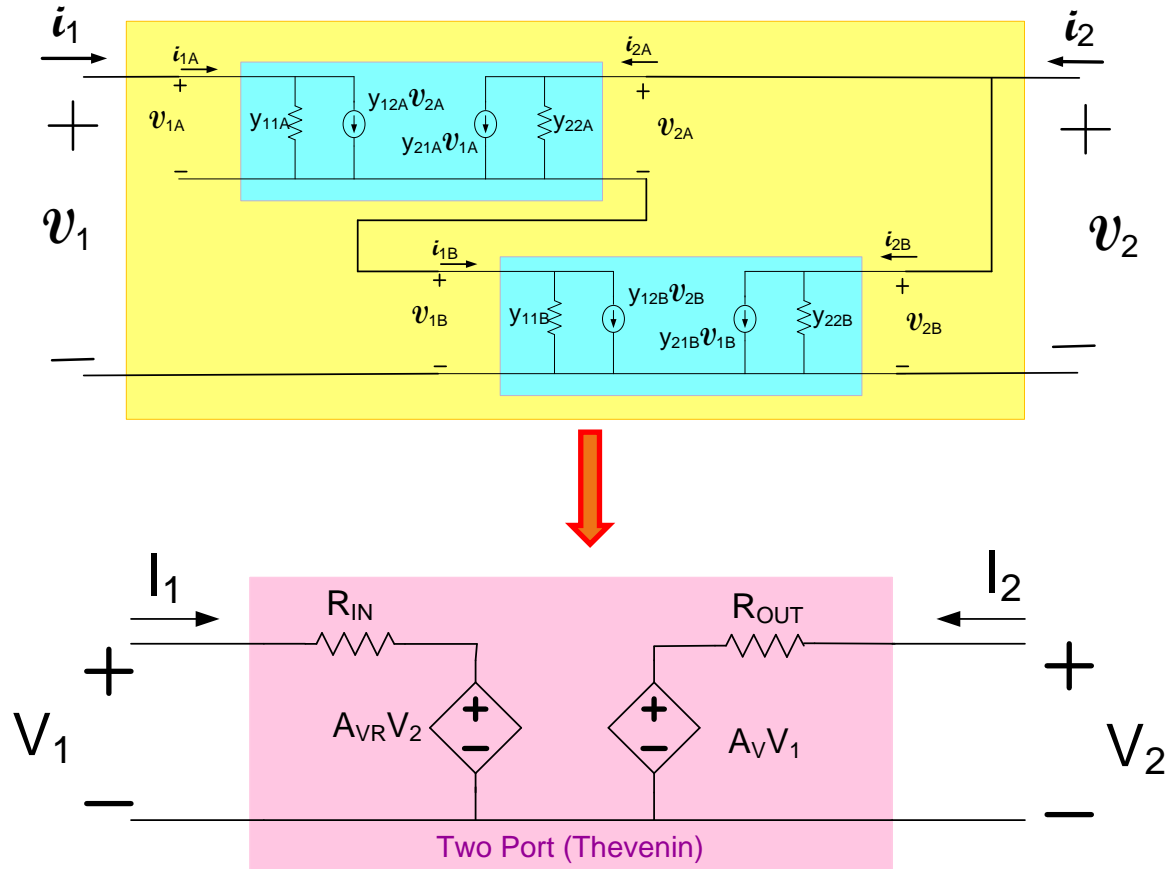 i1
i2
i1A
i2A
+
+
+
+
v1A
y11A
y12Av2A
y21Av1A
y22A
v2A
–
–
v1
v2
i1B
i2B
+
+
v1B
y11B
y12Bv2B
y21Bv1B
y22B
v2B
–
–
–
–
I1
I2
RIN
ROUT
+
+
+
+
V1
AVRV2
AVV1
V2
–
–
–
–
Two Port (Thevenin)